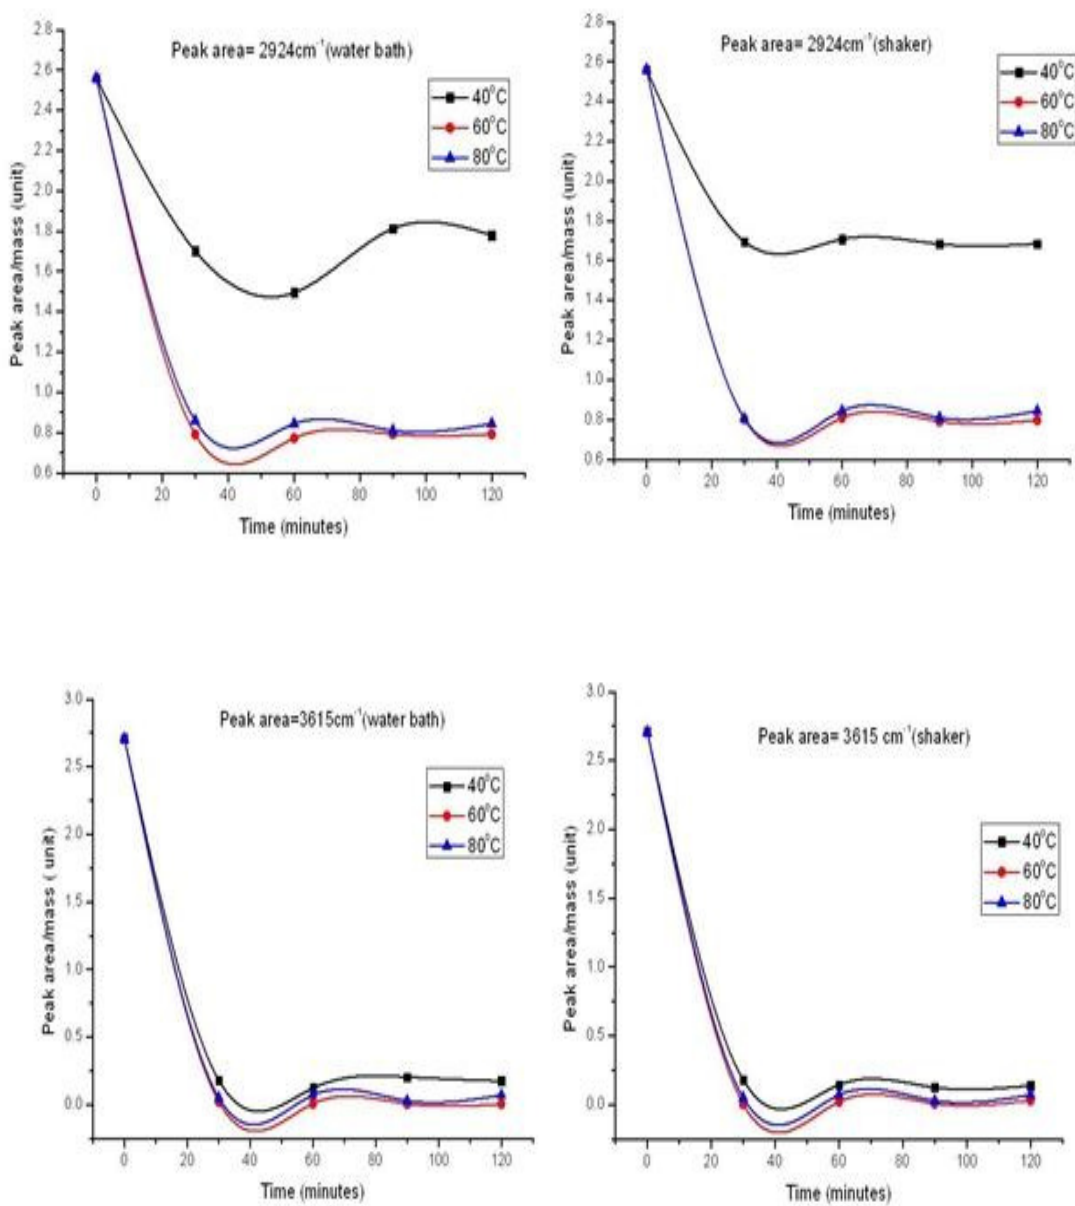 Peak area= 2924cm⁻¹(water bath)
40⁰C
60⁰C
80⁰C
2.8
2.6
2.4
2.2
2.0
1.8
1.6
1.4
1.2
1.0
0.8
0.6
Peak area/mass (unit)
0 20 40 60 80 100 120
Time (minutes)
Peak area= 2924cm⁻¹(shaker)
40⁰C
60⁰C
80⁰C
2.8
2.6
2.4
2.2
2.0
1.8
1.6
1.4
1.2
1.0
0.8
0.6
Peak area/mass (unit)
0 20 40 60 80 100 120
Time (minutes)
Peak area=3615cm⁻¹(water bath)
40⁰C
60⁰C
80⁰C
3.0
2.5
2.0
1.5
1.0
0.5
0.0
Peak area/mass ( unit)
0 20 40 60 80 100 120
Time (minutes)
Peak area= 3615 cm⁻¹(shaker)
40⁰C
60⁰C
80⁰C
3.0
2.5
2.0
1.5
1.0
0.5
0.0
Peak area/mass (unit)
0 20 40 60 80 100 120
Time (minutes)